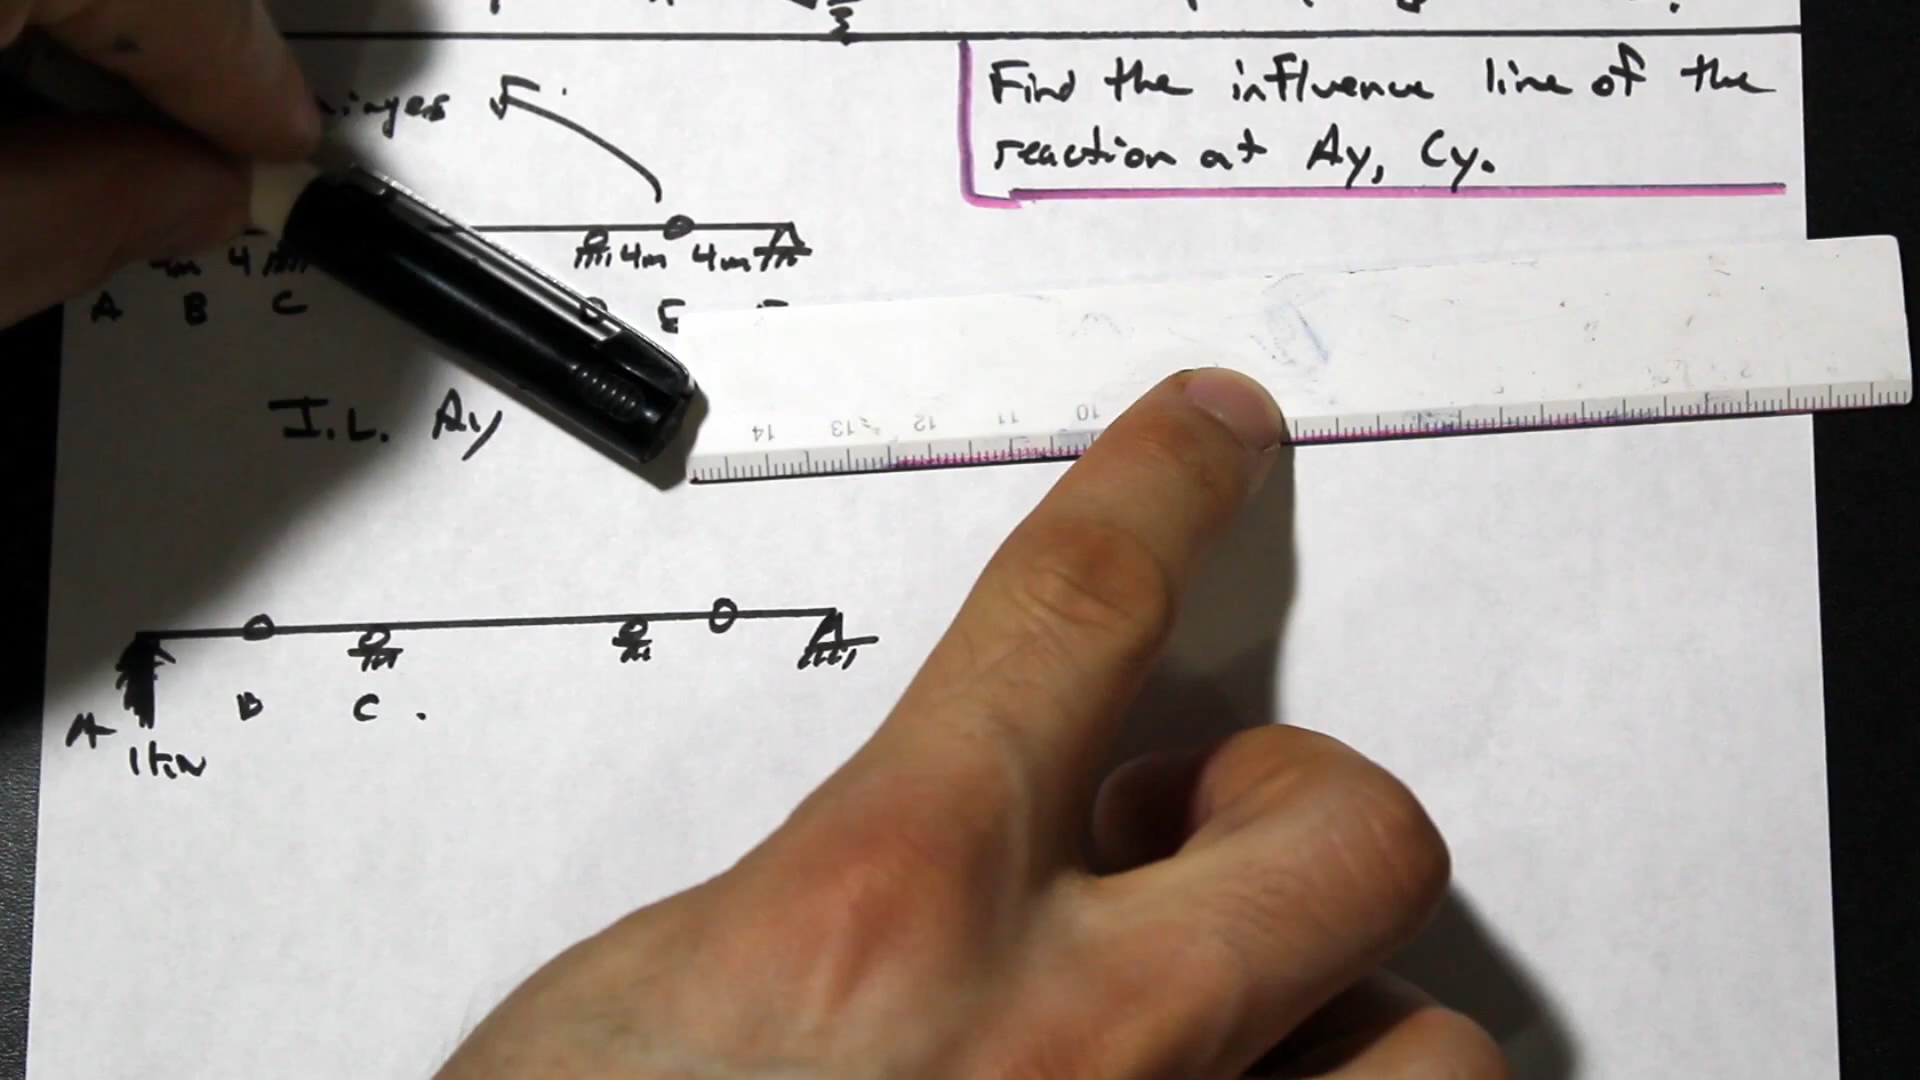 Find the influence line of the
reaction at Ay, Cy.
4m 4m
A B C E
I.L. Ay
14 13 12 11 10
A B C .
1kN